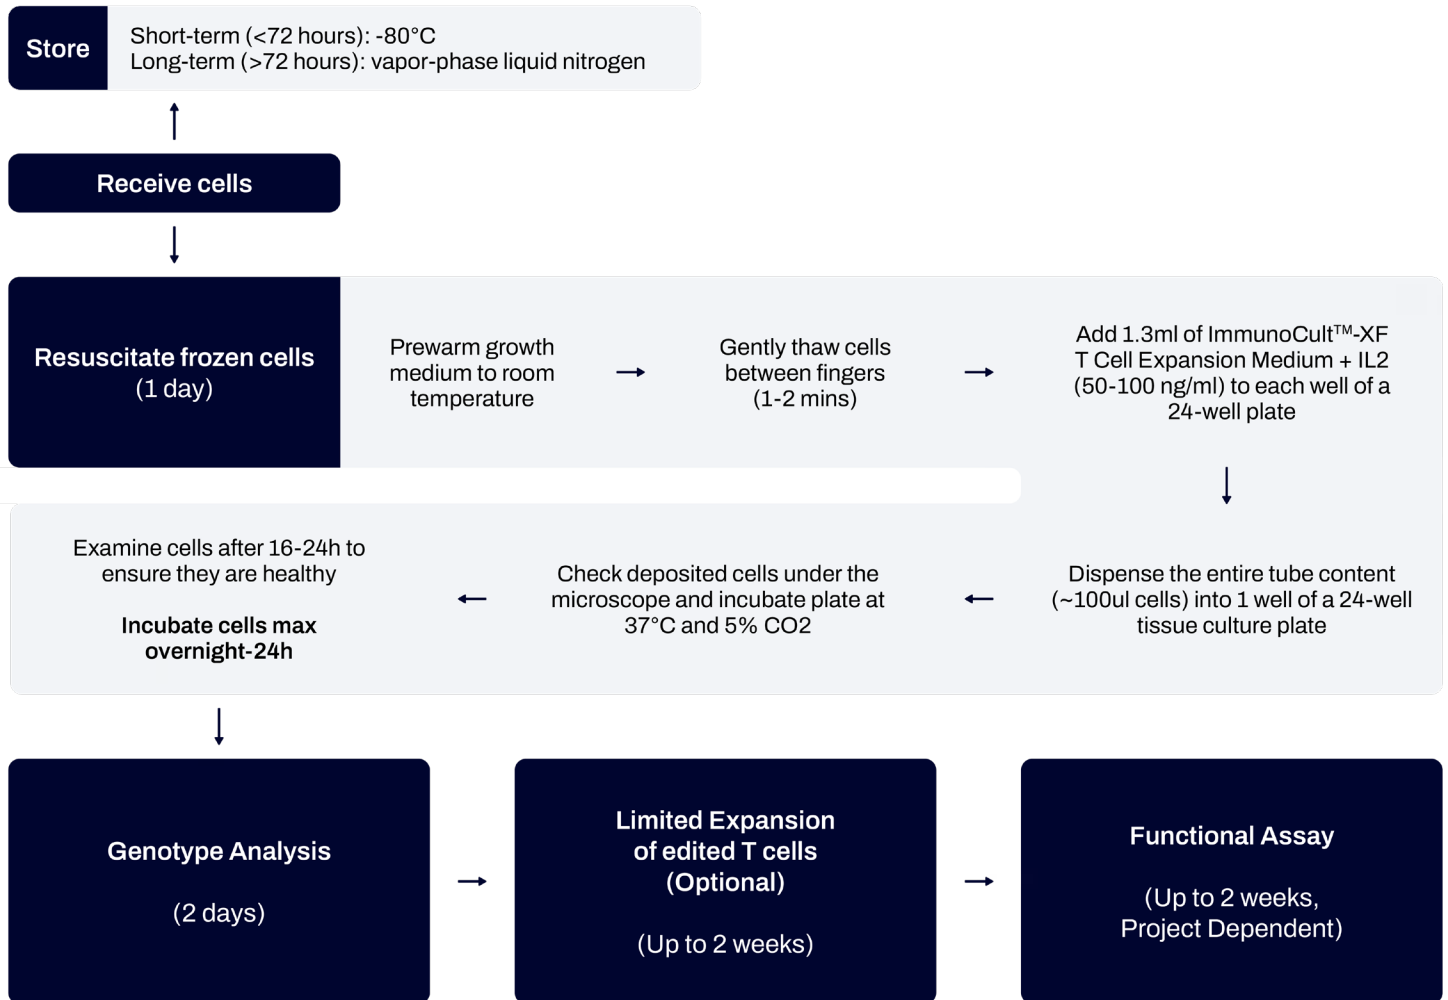 Store
Short-term (<72 hours): -80°C
Long-term (>72 hours): vapor-phase liquid nitrogen
Receive cells
Resuscitate frozen cells
(1 day)
Prewarm growth
medium to room
temperature
Gently thaw cells
between fingers
(1-2 mins)
Add 1.3ml of ImmunoCult™-XF
T Cell Expansion Medium + IL2
(50-100 ng/ml) to each well of a
24-well plate
Dispense the entire tube content
(~100ul cells) into 1 well of a 24-well
tissue culture plate
Check deposited cells under the
microscope and incubate plate at
37°C and 5% CO2
Examine cells after 16-24h to
ensure they are healthy
Incubate cells max
overnight-24h
Genotype Analysis
(2 days)
Limited Expansion
of edited T cells
(Optional)
(Up to 2 weeks)
Functional Assay
(Up to 2 weeks,
Project Dependent)